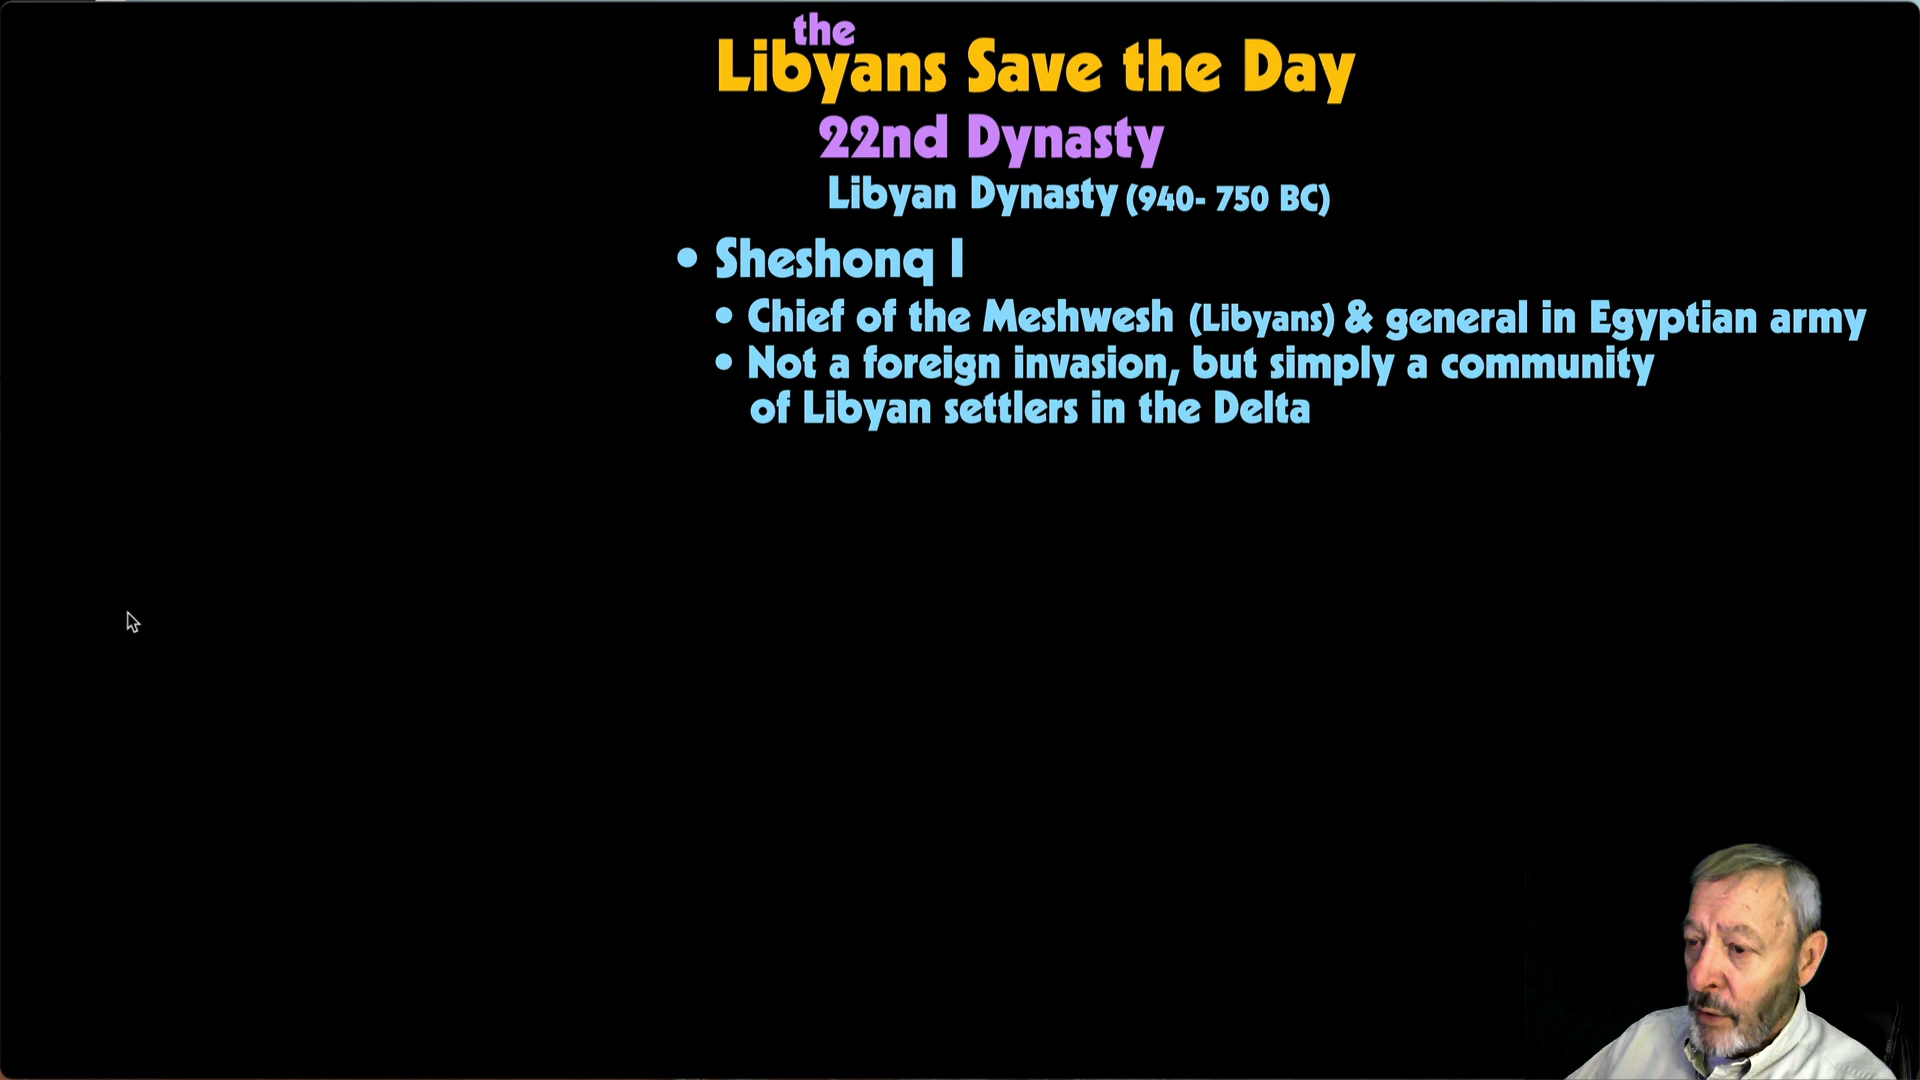 the
Libyans Save the Day
22nd Dynasty
Libyan Dynasty (940- 750 BC)
• Sheshonq I
• Chief of the Meshwesh (Libyans) & general in Egyptian army
• Not a foreign invasion, but simply a community
of Libyan settlers in the Delta